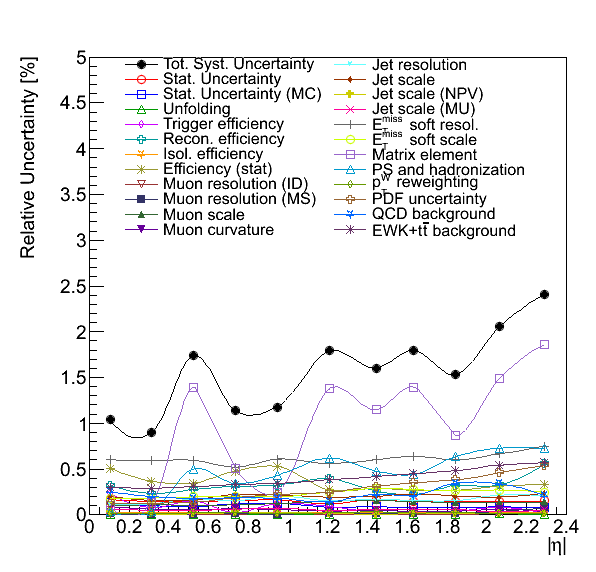 Relative Uncertainty [%]
5
4.5
4
3.5
3
2.5
2
1.5
1
0.5
0
Tot. Syst. Uncertainty
Stat. Uncertainty
Stat. Uncertainty (MC)
Unfolding
Trigger efficiency
Recon. efficiency
Isol. efficiency
Efficiency (stat)
Muon resolution (ID)
Muon resolution (MS)
Muon scale
Muon curvature
Jet resolution
Jet scale
Jet scale (NPV)
Jet scale (MU)
E_T^miss soft resol.
E_T^miss soft scale
Matrix element
PS and hadronization
p_T^W reweighting
PDF uncertainty
QCD background
EWK+tt̄ background
0 0.2 0.4 0.6 0.8 1 1.2 1.4 1.6 1.8 2 2.2 2.4
|η|